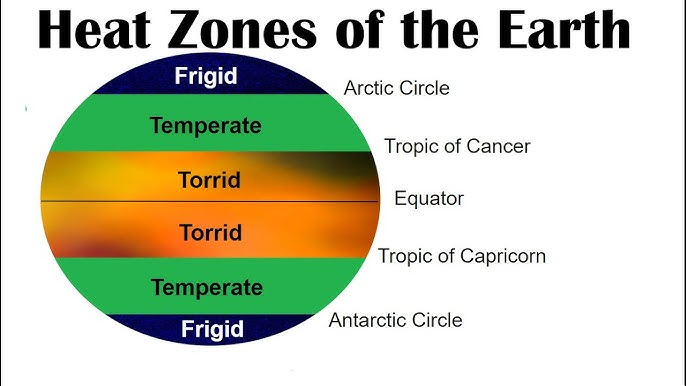 Heat Zones of the Earth
Frigid
Arctic Circle
Temperate
Tropic of Cancer
Torrid
Equator
Torrid
Tropic of Capricorn
Temperate
Antarctic Circle
Frigid